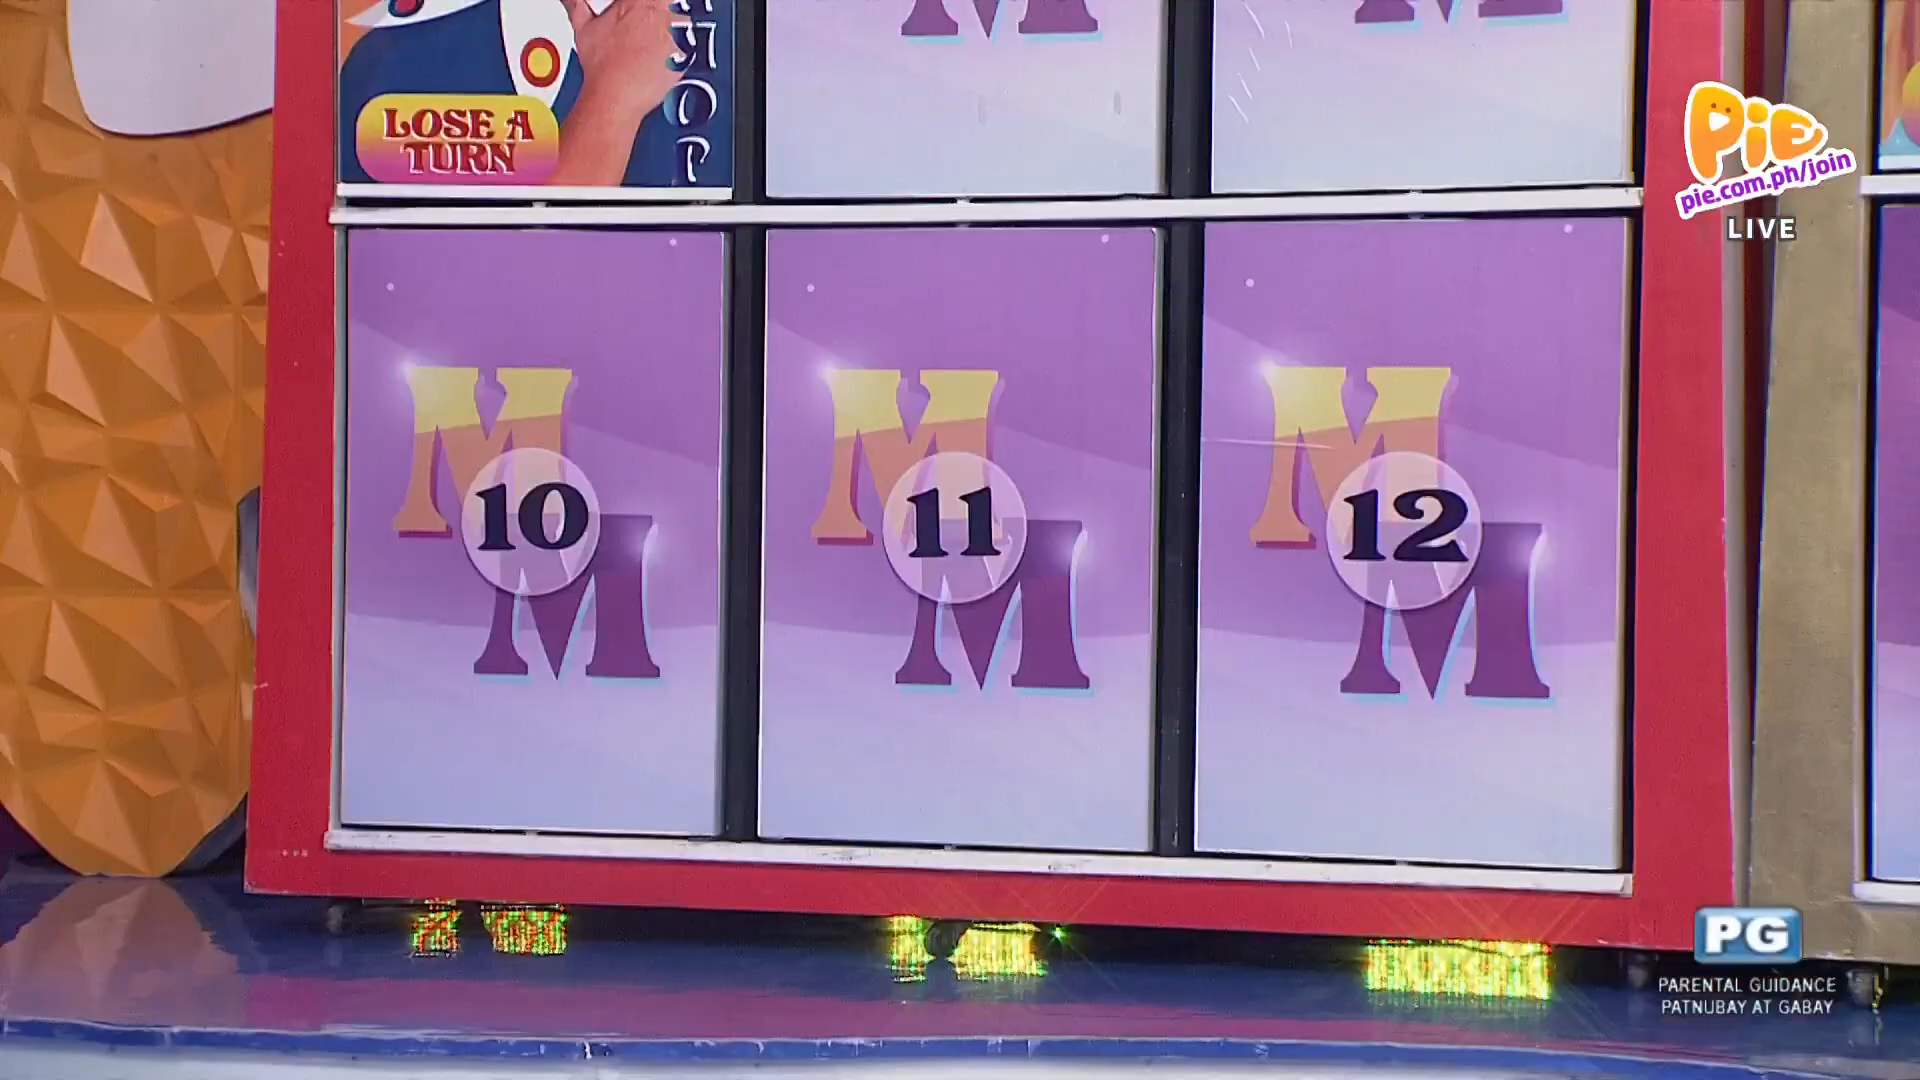 LOSE A
TURN
M
M
Pie
pie.com.ph/join
LIVE
M
10
M
M
11
M
M
12
M
PG
PARENTAL GUIDANCE
PATNUBAY AT GABAY